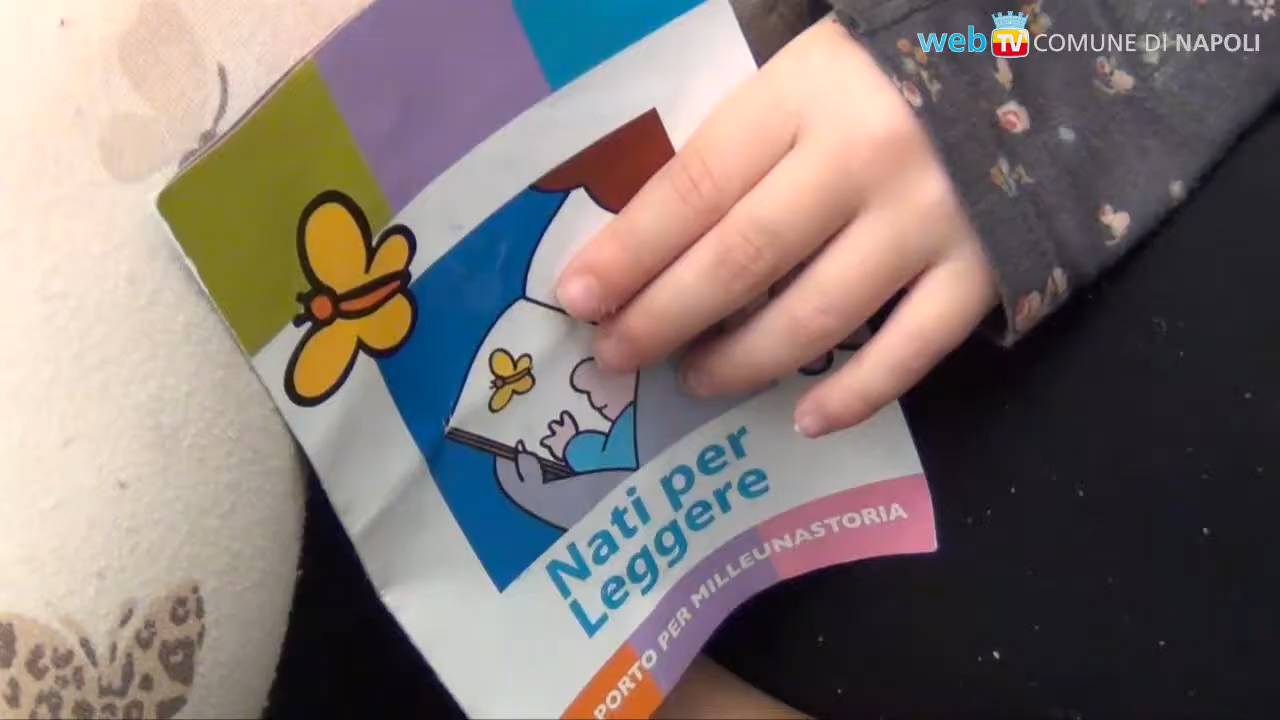 web TV COMUNE DI NAPOLI
Nati per
Leggere
PORTO PER MILLEUNASTORIA